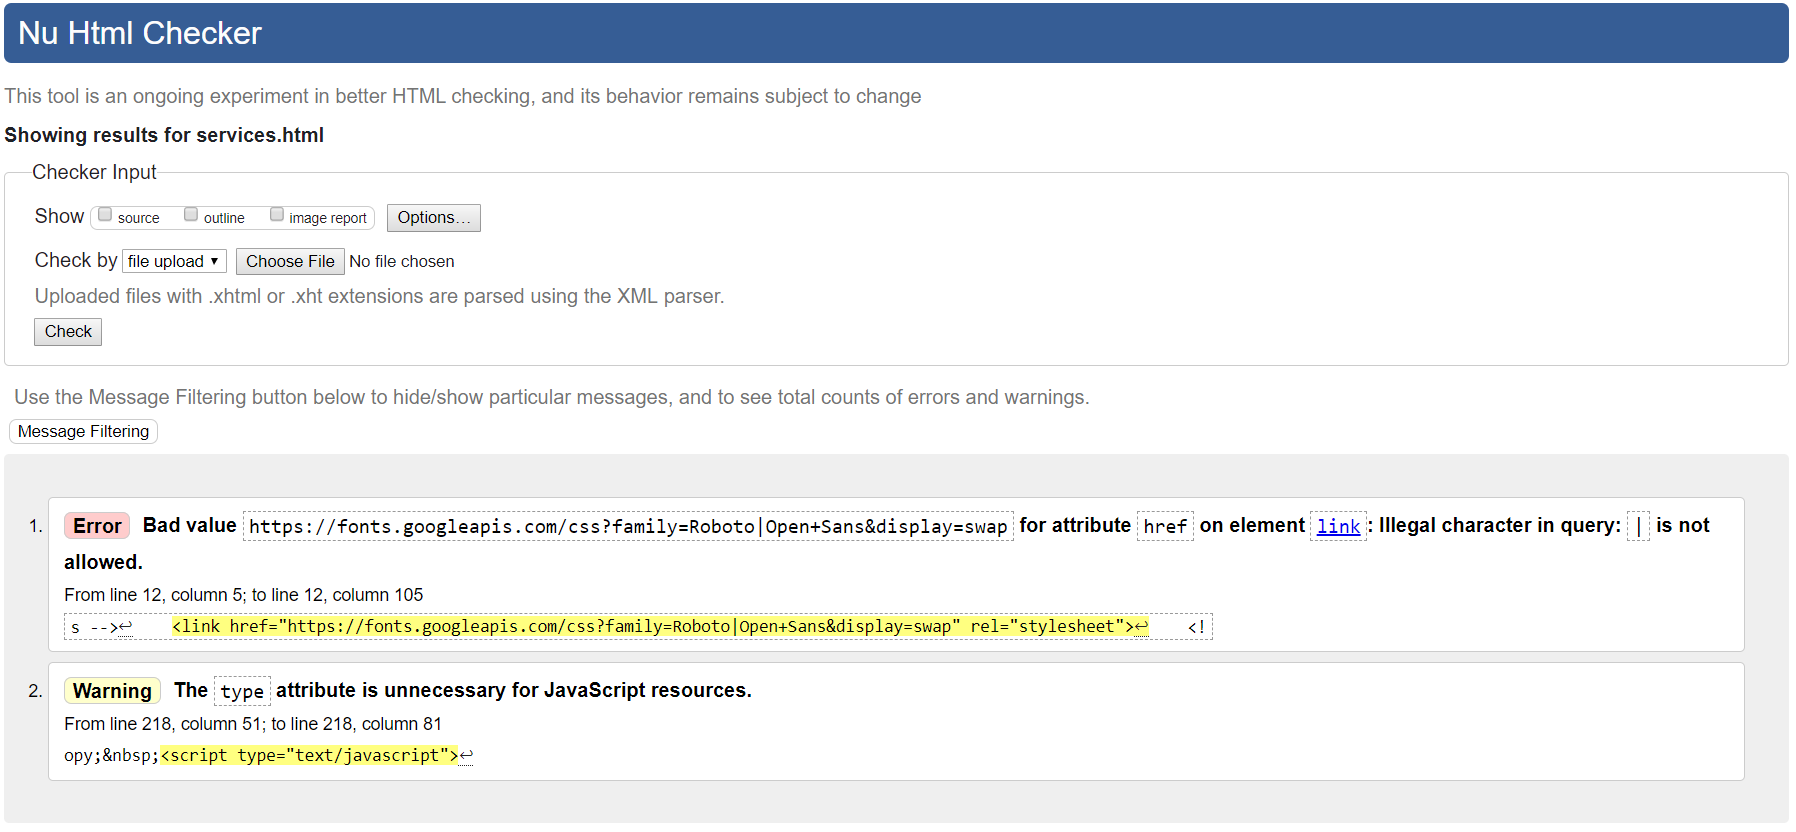 Nu Html Checker
This tool is an ongoing experiment in better HTML checking, and its behavior remains subject to change
Showing results for services.html
Checker Input
Show source outline image report Options...
Check by file upload ▾ Choose File No file chosen
Uploaded files with .xhtml or .xht extensions are parsed using the XML parser.
Check
Use the Message Filtering button below to hide/show particular messages, and to see total counts of errors and warnings.
Message Filtering
1. Error Bad value https://fonts.googleapis.com/css?family=Roboto|Open+Sans&display=swap for attribute href on element link: Illegal character in query: | is not
allowed.
From line 12, column 5; to line 12, column 105
s -->↩ <link href="https://fonts.googleapis.com/css?family=Roboto|Open+Sans&display=swap" rel="stylesheet">↩ <!
2. Warning The type attribute is unnecessary for JavaScript resources.
From line 218, column 51; to line 218, column 81
opy;&nbsp;<script type="text/javascript">↩